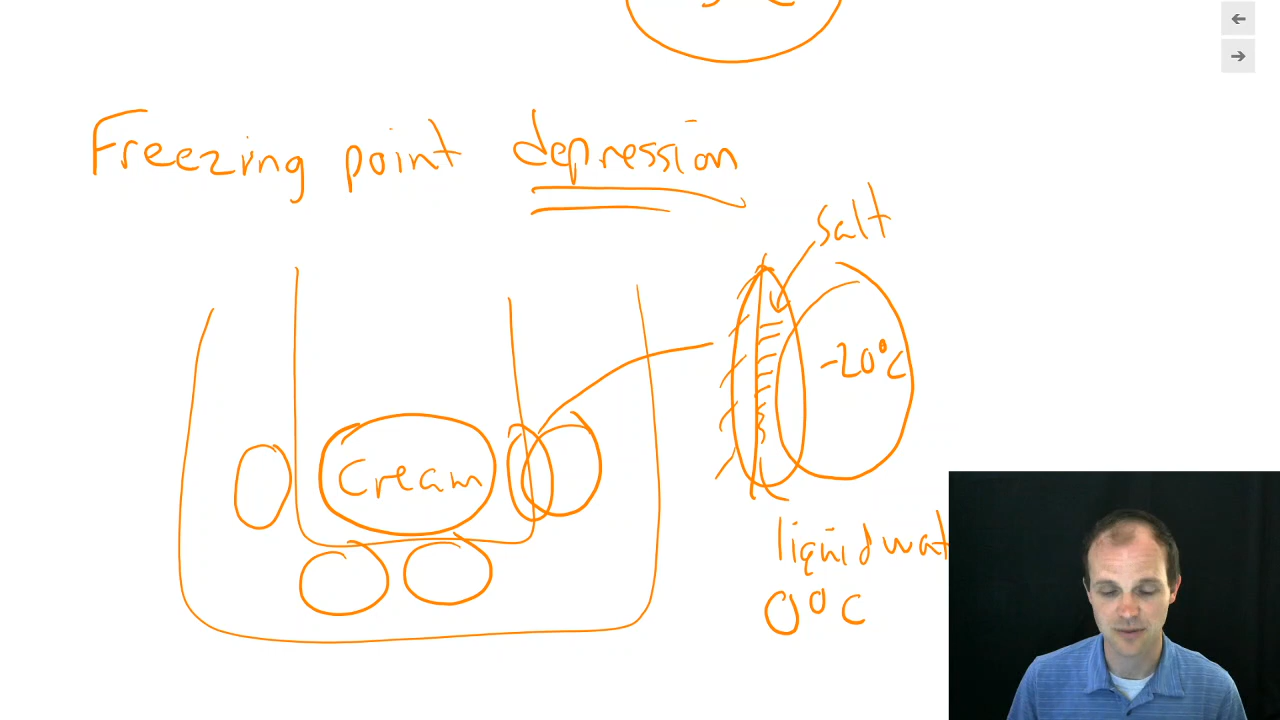 Freezing point depression
Salt
-20°C
Cream
liquid wat
0°C